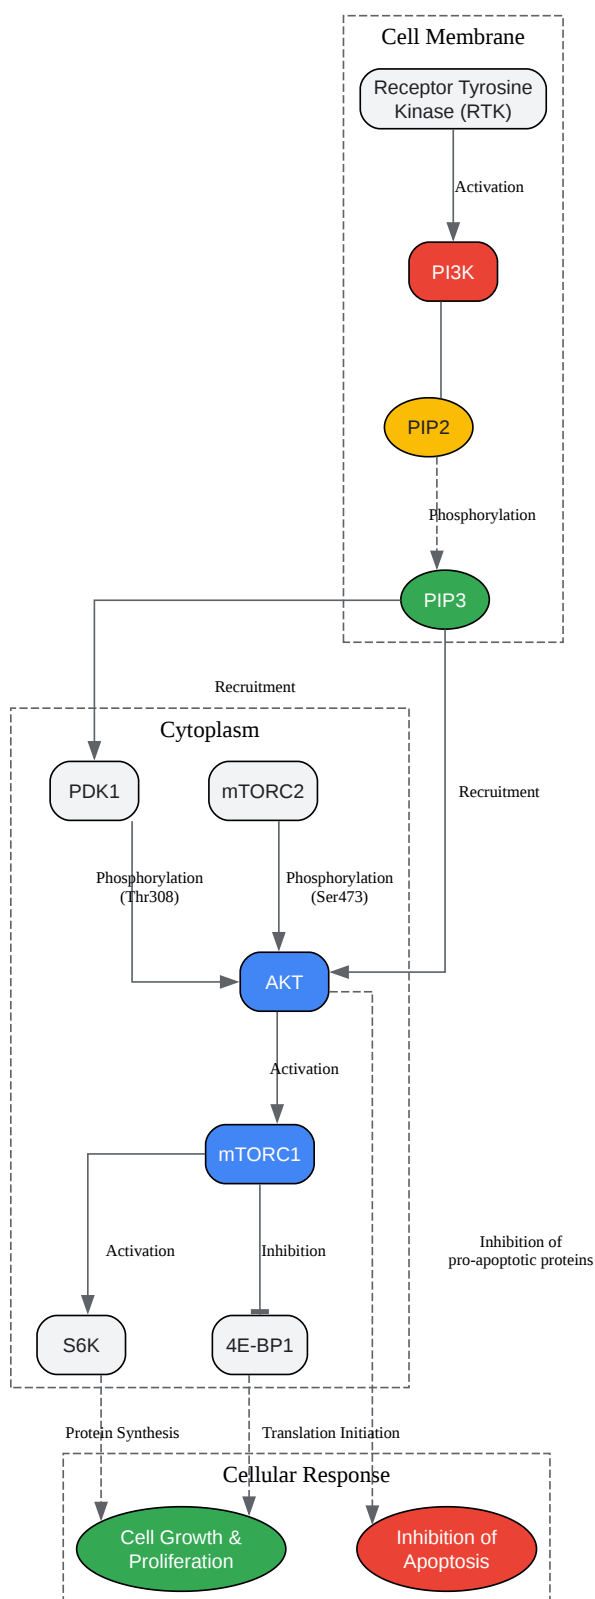 Cell Membrane
Receptor Tyrosine
Kinase (RTK)
Activation
PI3K
PIP2
Phosphorylation
PIP3
Recruitment
Cytoplasm
PDK1
mTORC2
Recruitment
Phosphorylation
(Thr308)
Phosphorylation
(Ser473)
AKT
Activation
mTORC1
Activation
Inhibition
Inhibition of
pro-apoptotic proteins
S6K
4E-BP1
Protein Synthesis
Translation Initiation
Cellular Response
Cell Growth &
Proliferation
Inhibition of
Apoptosis